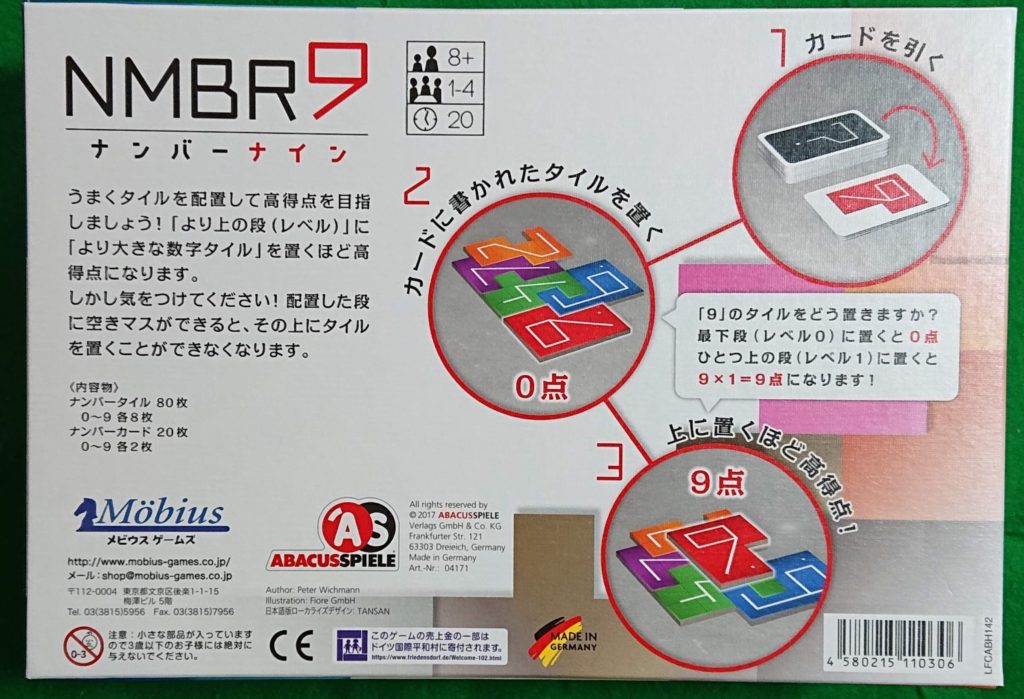 NMBR9
ナンバーナイン
8+
1-4
20
うまくタイルを配置して高得点を目指
しましょう！「より上の段（レベル）」に
「より大きな数字タイル」を置くほど高
得点になります。
しかし気をつけてください！配置した段
に空きマスができると、その上にタイル
を置くことができなくなります。
〈内容物〉
ナンバータイル 80枚
0〜9 各8枚
ナンバーカード 20枚
0〜9 各2枚
1 カードを引く
2 カードに書かれたタイルを置く
0点
「9」のタイルをどう置きますか？
最下段（レベル0）に置くと 0点
ひとつ上の段（レベル1）に置くと
9×1＝9点になります！
3 上に置くほど高得点！
9点
Möbius
メビウス ゲームズ
http://www.mobius-games.co.jp/
メール：shop@mobius-games.co.jp
〒112-0004 東京都文京区後楽1-1-15
梅澤ビル 5階
Tel. 03(3815)5956 Fax. 03(3815)7956
AS
ABACUSSPIELE
All rights reserved by
© 2017 ABACUSSPIELE
Verlags GmbH & Co. KG
Frankfurter Str. 121
63303 Dreieich, Germany
Made in Germany
Art.-Nr.: 04171
Author: Peter Wichmann
Illustration: Fiore GmbH
日本語版ローカライズデザイン: TANSAN
0-3
注意：小さな部品が入っています
ので3歳以下のお子様には絶対に
与えないでください。
CE
このゲームの売上金の一部は
ドイツ国際平和村に寄付されます。
https://www.friedensdorf.de/Welcome-102.html
MADE IN
GERMANY
4 580215 110306
LFCABH142